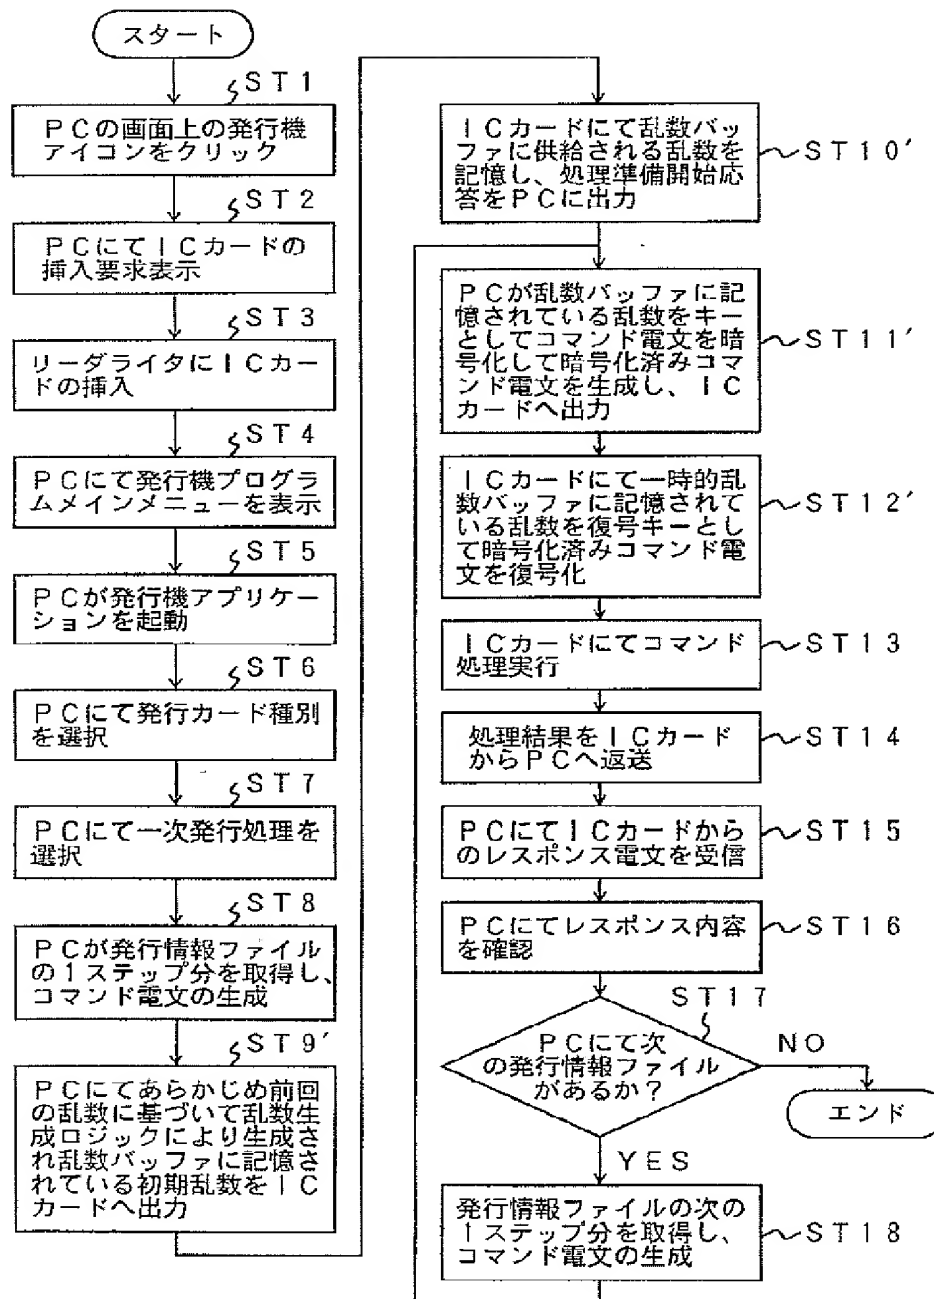 スタート
ST1
PCの画面上の発行機
アイコンをクリック
ST2
PCにてICカードの
挿入要求表示
ST3
リーダライタにICカー
ドの挿入
ST4
PCにて発行機プログラ
ムメインメニューを表示
ST5
PCが発行機アプリケー
ションを起動
ST6
PCにて発行カード種別
を選択
ST7
PCにて一次発行処理を
選択
ST8
PCが発行情報ファイル
の1ステップ分を取得し、
コマンド電文の生成
ST9′
PCにてあらかじめ前回
の乱数に基づいて乱数生
成ロジックにより生成さ
れ乱数バッファに記憶さ
れている初期乱数をIC
カードへ出力
ICカードにて乱数バッ
ファに供給される乱数を
記憶し、処理準備開始応
答をPCに出力
ST10′
PCが乱数バッファに記
憶されている乱数をキー
としてコマンド電文を暗
号化して暗号化済みコマ
ンド電文を生成し、IC
カードへ出力
ST11′
ICカードにて一時的乱
数バッファに記憶されて
いる乱数を復号キーとし
て暗号化済みコマンド電
文を復号化
ST12′
ICカードにてコマンド
処理実行
ST13
処理結果をICカード
からPCへ返送
ST14
PCにてICカードから
のレスポンス電文を受信
ST15
PCにてレスポンス内容
を確認
ST16
ST17
PCにて次
の発行情報ファイル
があるか?
NO
エンド
YES
発行情報ファイルの次の
1ステップ分を取得し、
コマンド電文の生成
ST18